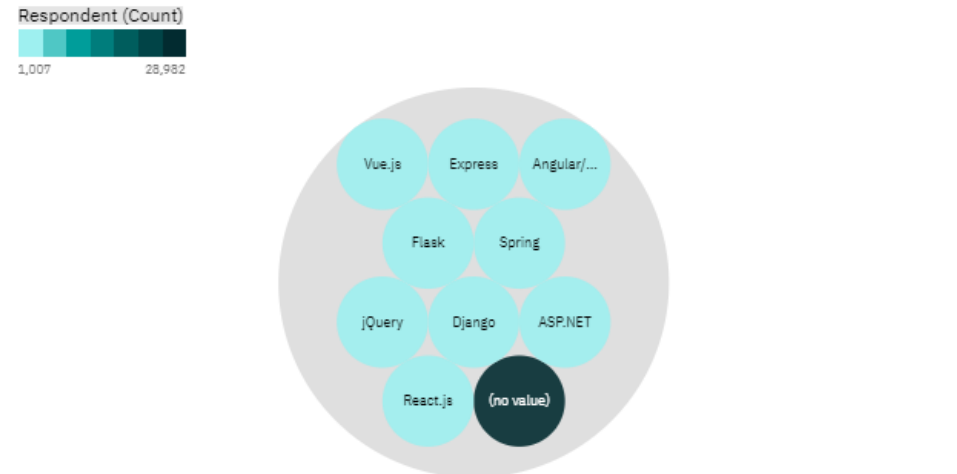 Respondent (Count)
1,007 28,982
Vue.js Express Angular/...
Flask Spring
jQuery Django ASP.NET
React.js (no value)